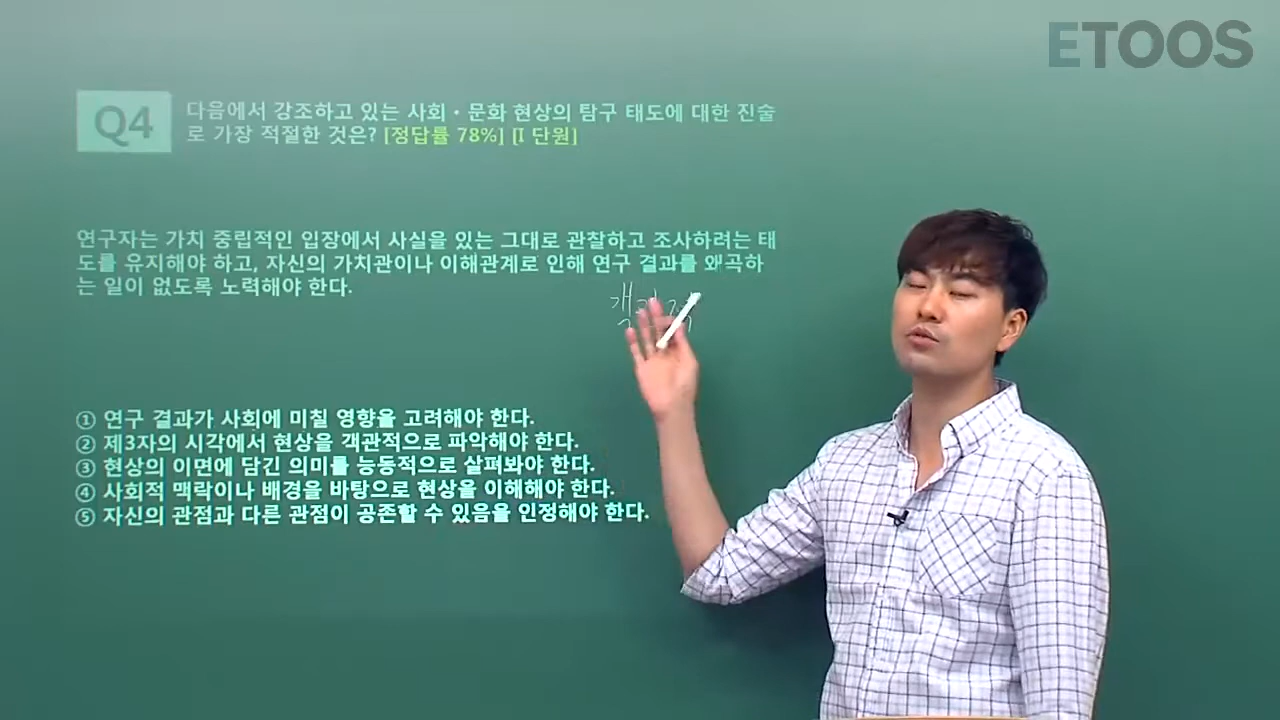 ETOOS
Q4
다음에서 강조하고 있는 사회・문화 현상의 탐구 태도에 대한 진술
로 가장 적절한 것은? [정답률 78%] [I 단원]
연구자는 가치 중립적인 입장에서 사실을 있는 그대로 관찰하고 조사하려는 태
도를 유지해야 하고, 자신의 가치관이나 이해관계로 인해 연구 결과를 왜곡하
는 일이 없도록 노력해야 한다.
① 연구 결과가 사회에 미칠 영향을 고려해야 한다.
② 제3자의 시각에서 현상을 객관적으로 파악해야 한다.
③ 현상의 이면에 담긴 의미를 능동적으로 살펴봐야 한다.
④ 사회적 맥락이나 배경을 바탕으로 현상을 이해해야 한다.
⑤ 자신의 관점과 다른 관점이 공존할 수 있음을 인정해야 한다.